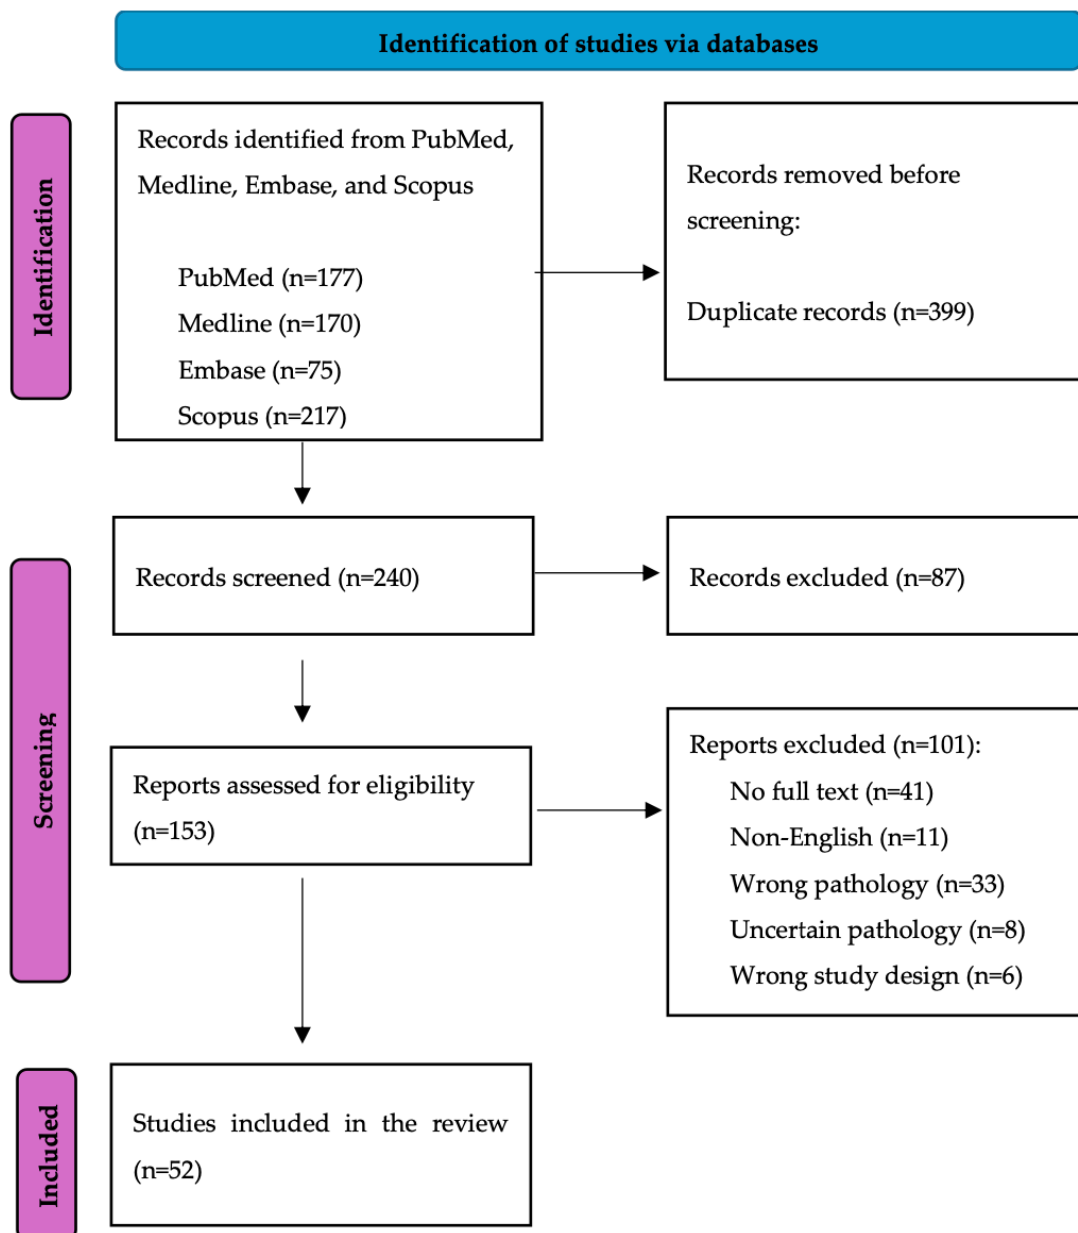 Identification of studies via databases
Identification
Records identified from PubMed,
Medline, Embase, and Scopus
PubMed (n=177)
Medline (n=170)
Embase (n=75)
Scopus (n=217)
Records removed before
screening:
Duplicate records (n=399)
Screening
Records screened (n=240)
Records excluded (n=87)
Reports assessed for eligibility
(n=153)
Reports excluded (n=101):
No full text (n=41)
Non-English (n=11)
Wrong pathology (n=33)
Uncertain pathology (n=8)
Wrong study design (n=6)
Included
Studies included in the review
(n=52)